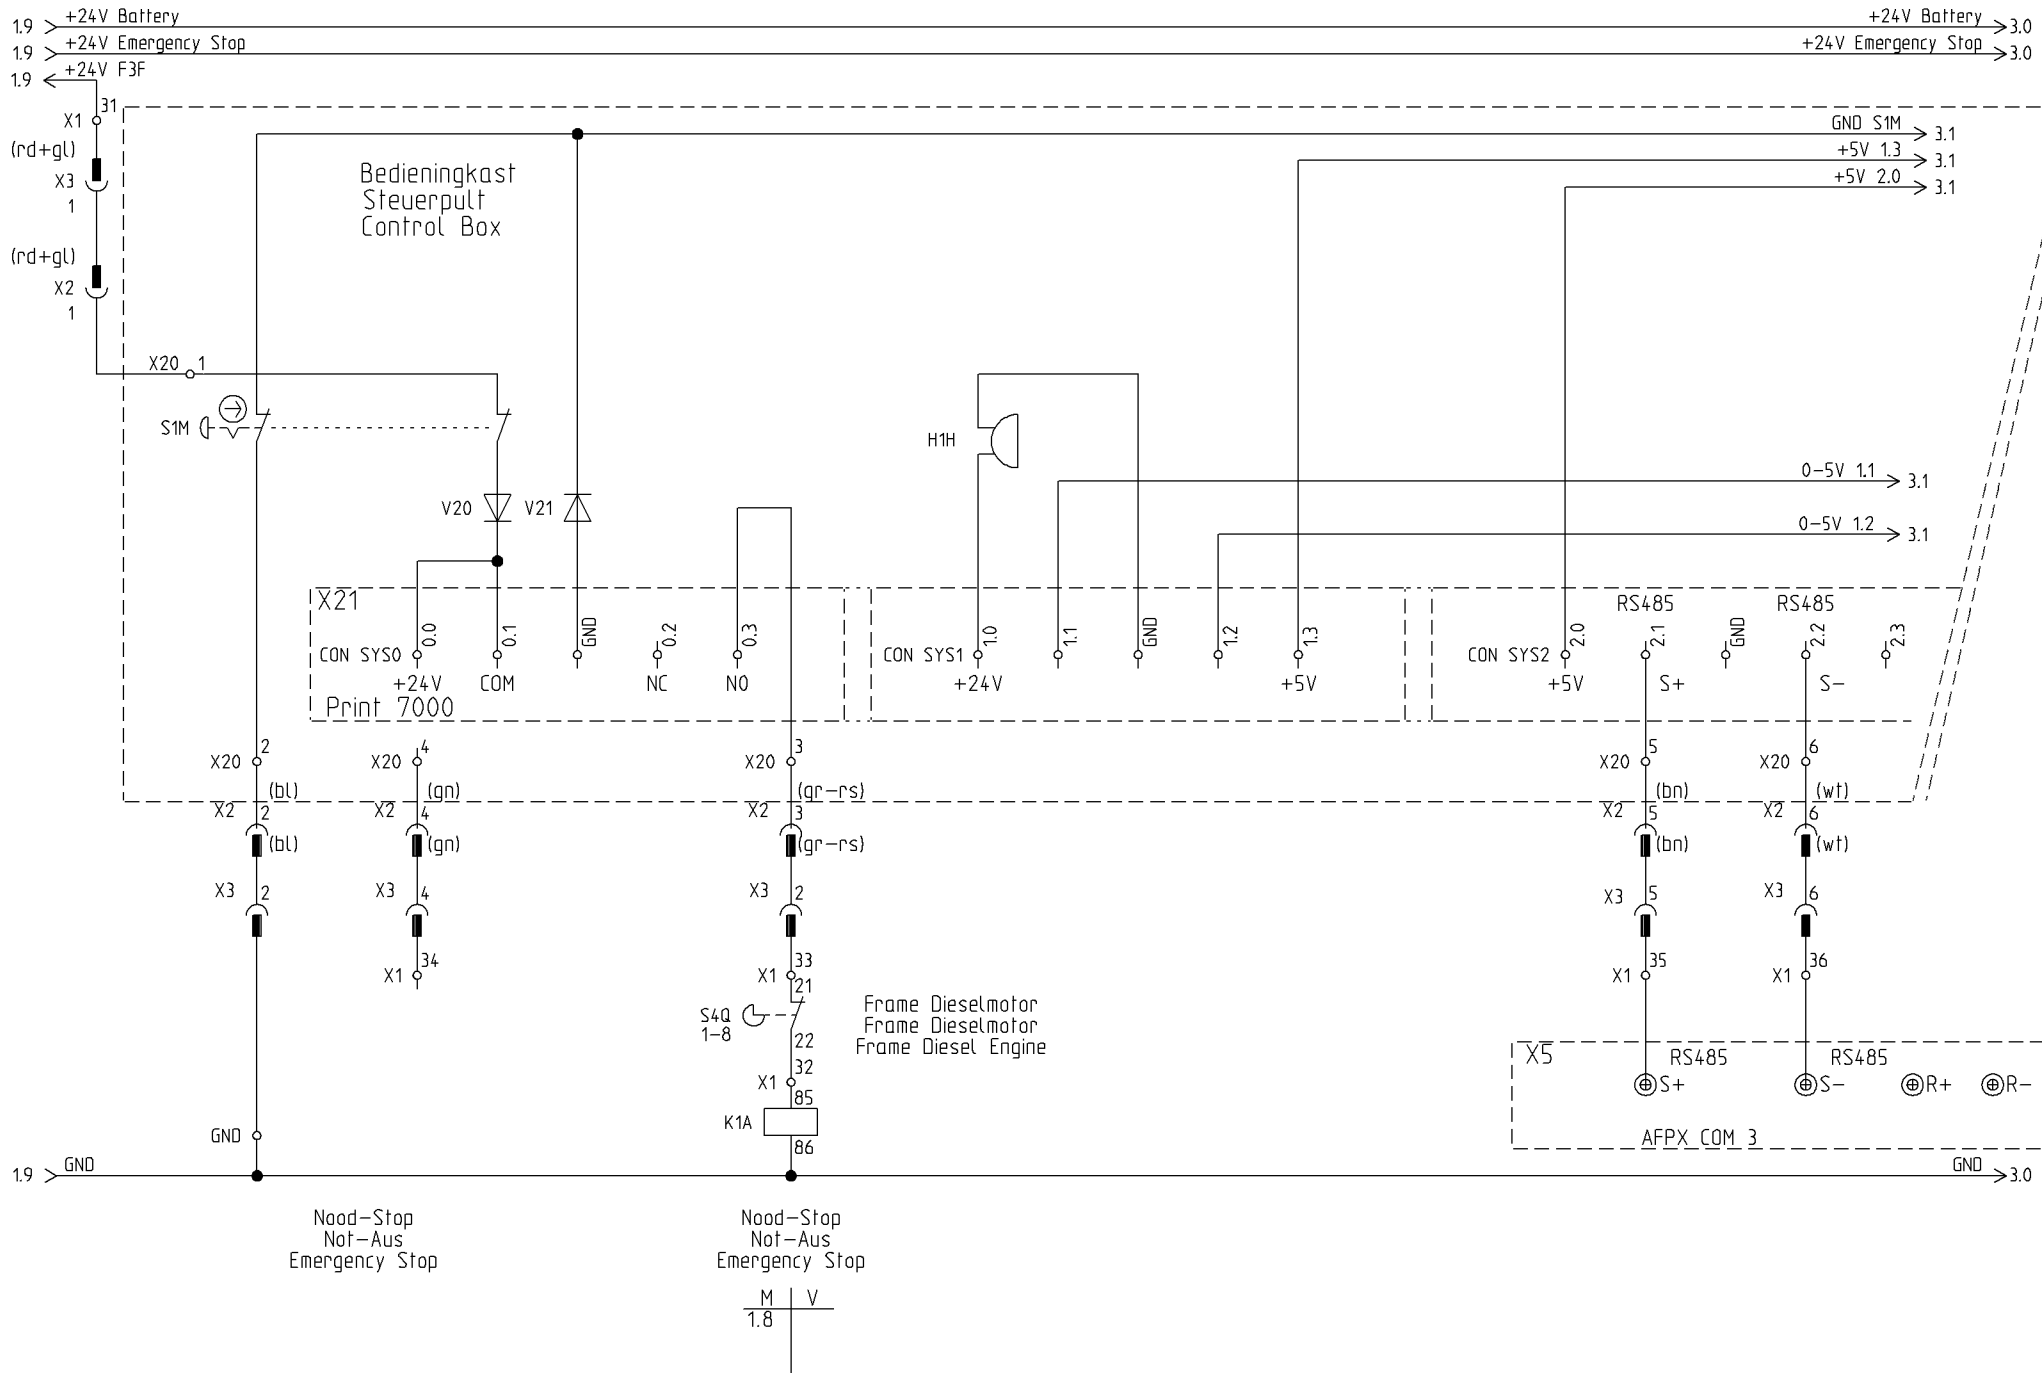 1.9 +24V Battery +24V Battery 3.0
1.9 +24V Emergency Stop +24V Emergency Stop 3.0
1.9 +24V F3F
31
X1
GND S1M 3.1
(rd+gl)
+5V 1.3 3.1
X3
+5V 2.0 3.1
1
Bedieningkast
Steuerpult
Control Box
(rd+gl)
X2
1
X20 1
S1M
H1H
0-5V 1.1 3.1
V20 V21
0-5V 1.2 3.1
X21
RS485 RS485
0.0 0.1 GND 0.2 0.3 1.0 1.1 GND 1.2 1.3 2.0 2.1 GND 2.2 2.3
CON SYS0 CON SYS1 CON SYS2
+24V COM NC NO +24V +5V +5V S+ S-
Print 7000
2 4 3 5 6
X20 X20 X20 X20 X20
(bl) (gn) (gr-rs) (bn) (wt)
X2 2 X2 4 X2 3 X2 5 X2 6
(bl) (gn) (gr-rs) (bn) (wt)
X3 2 X3 4 X3 2 X3 5 X3 6
34 33 35 36
X1 X1 X1 X1
21
S4Q
1-8
22
Frame Dieselmotor
Frame Dieselmotor
Frame Diesel Engine
32
X1
85
K1A
86
X5 RS485 RS485
S+ S- R+ R-
AFPX COM 3
GND
1.9 GND GND 3.0
Nood-Stop
Not-Aus
Emergency Stop
Nood-Stop
Not-Aus
Emergency Stop
M V
1.8